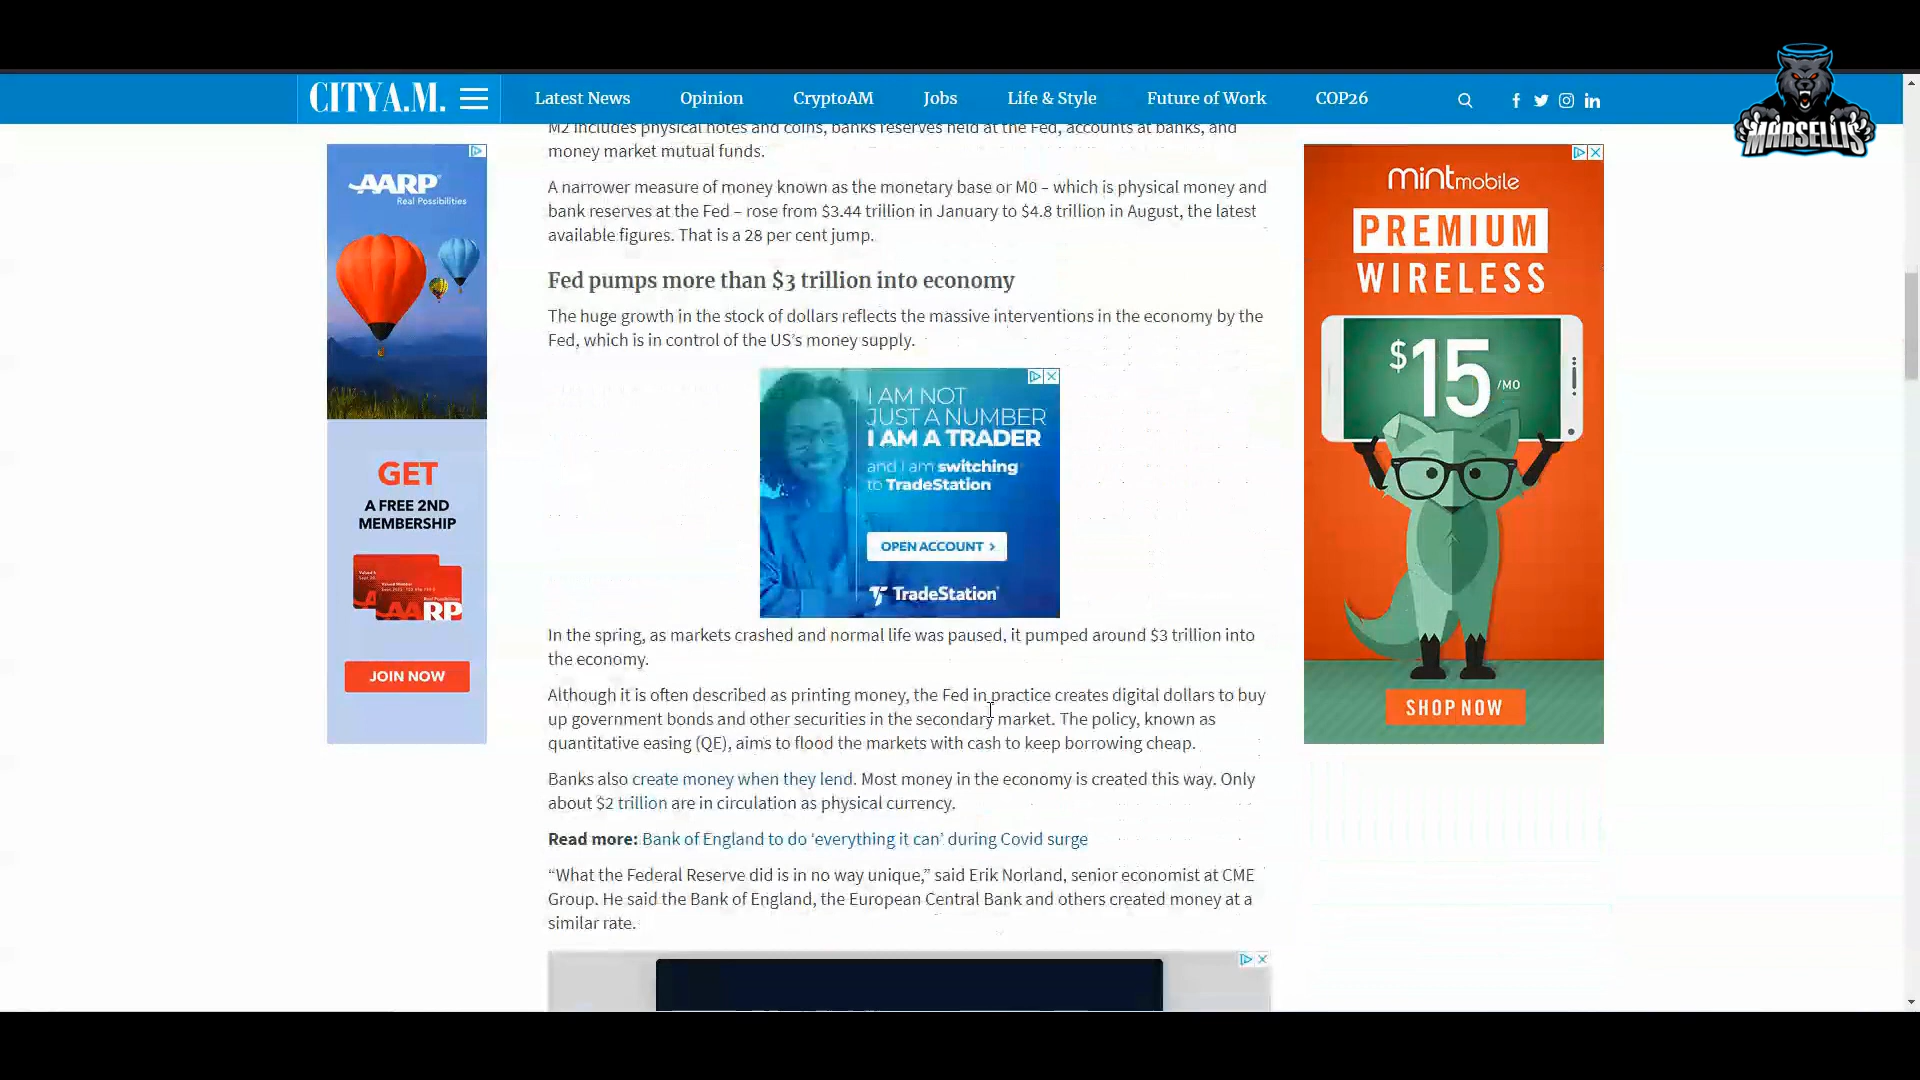 CITYA.M.
Latest News
Opinion
CryptoAM
Jobs
Life & Style
Future of Work
COP26
MARSELLIS
M2 includes physical notes and coins, banks reserves held at the Fed, accounts at banks, and
money market mutual funds.
A narrower measure of money known as the monetary base or M0 – which is physical money and
bank reserves at the Fed – rose from $3.44 trillion in January to $4.8 trillion in August, the latest
available figures. That is a 28 per cent jump.
Fed pumps more than $3 trillion into economy
The huge growth in the stock of dollars reflects the massive interventions in the economy by the
Fed, which is in control of the US’s money supply.
I AM NOT
JUST A NUMBER
I AM A TRADER
and I am switching
to TradeStation
OPEN ACCOUNT >
TradeStation
In the spring, as markets crashed and normal life was paused, it pumped around $3 trillion into
the economy.
Although it is often described as printing money, the Fed in practice creates digital dollars to buy
up government bonds and other securities in the secondary market. The policy, known as
quantitative easing (QE), aims to flood the markets with cash to keep borrowing cheap.
Banks also create money when they lend. Most money in the economy is created this way. Only
about $2 trillion are in circulation as physical currency.
Read more: Bank of England to do ‘everything it can’ during Covid surge
“What the Federal Reserve did is in no way unique,” said Erik Norland, senior economist at CME
Group. He said the Bank of England, the European Central Bank and others created money at a
similar rate.
AARP
Real Possibilities
GET
A FREE 2ND
MEMBERSHIP
AARP
JOIN NOW
mint mobile
PREMIUM
WIRELESS
$15 /MO
SHOP NOW